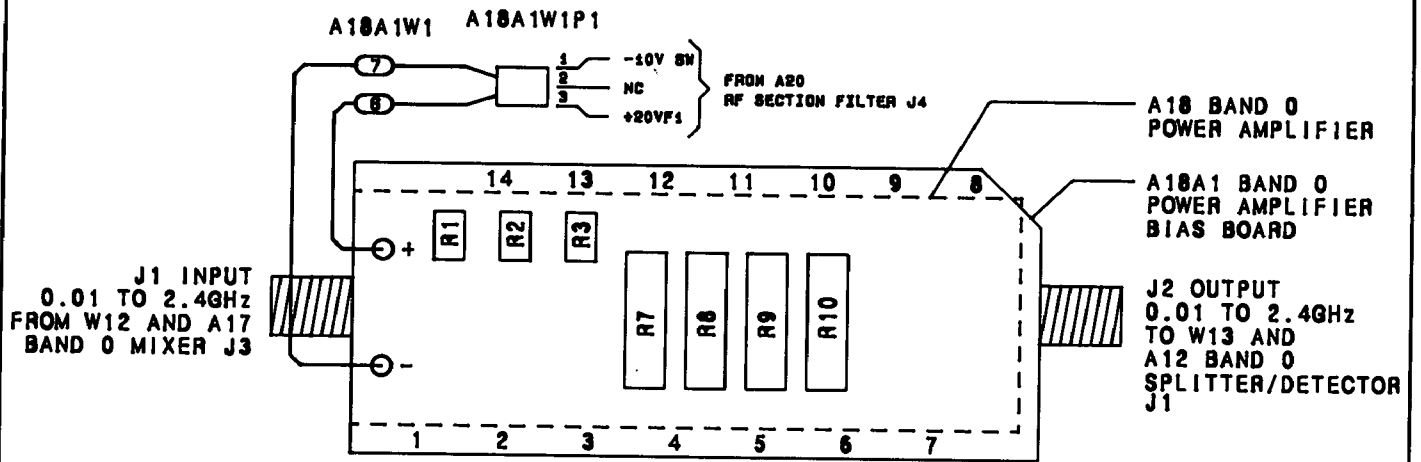 A18A1W1 A18A1W1P1
7
6
1 -10V SW
2 NC
3 +20VF1
FROM A20
RF SECTION FILTER J4
A18 BAND 0
POWER AMPLIFIER
A18A1 BAND 0
POWER AMPLIFIER
BIAS BOARD
14 13 12 11 10 9 8
+
R1 R2 R3
R7 R8 R9 R10
-
J1 INPUT
0.01 TO 2.4GHz
FROM W12 AND A17
BAND 0 MIXER J3
J2 OUTPUT
0.01 TO 2.4GHz
TO W13 AND
A12 BAND 0
SPLITTER/DETECTOR
J1
1 2 3 4 5 6 7